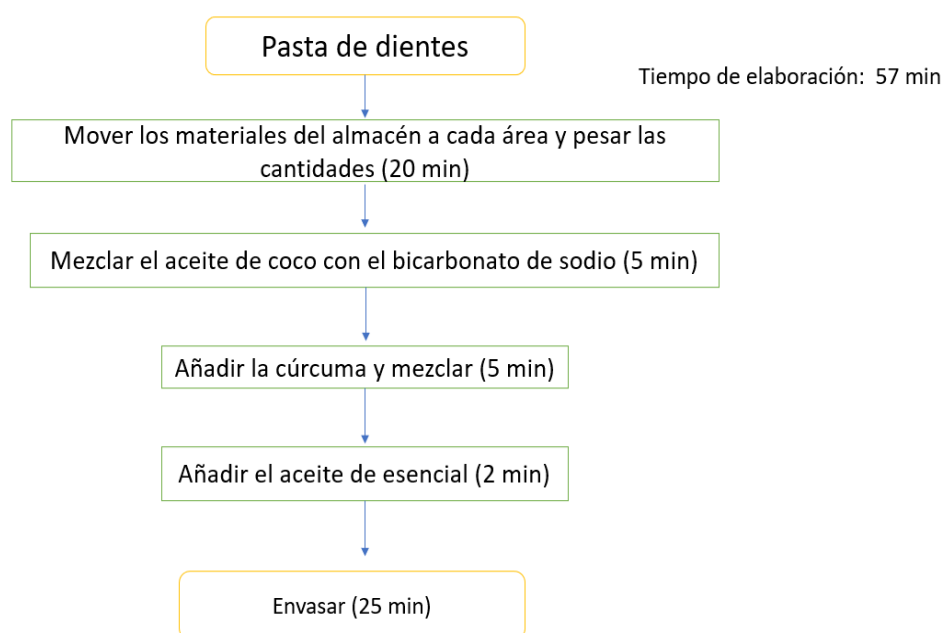 Pasta de dientes
Tiempo de elaboración: 57 min
Mover los materiales del almacén a cada área y pesar las
cantidades (20 min)
Mezclar el aceite de coco con el bicarbonato de sodio (5 min)
Añadir la cúrcuma y mezclar (5 min)
Añadir el aceite de esencial (2 min)
Envasar (25 min)